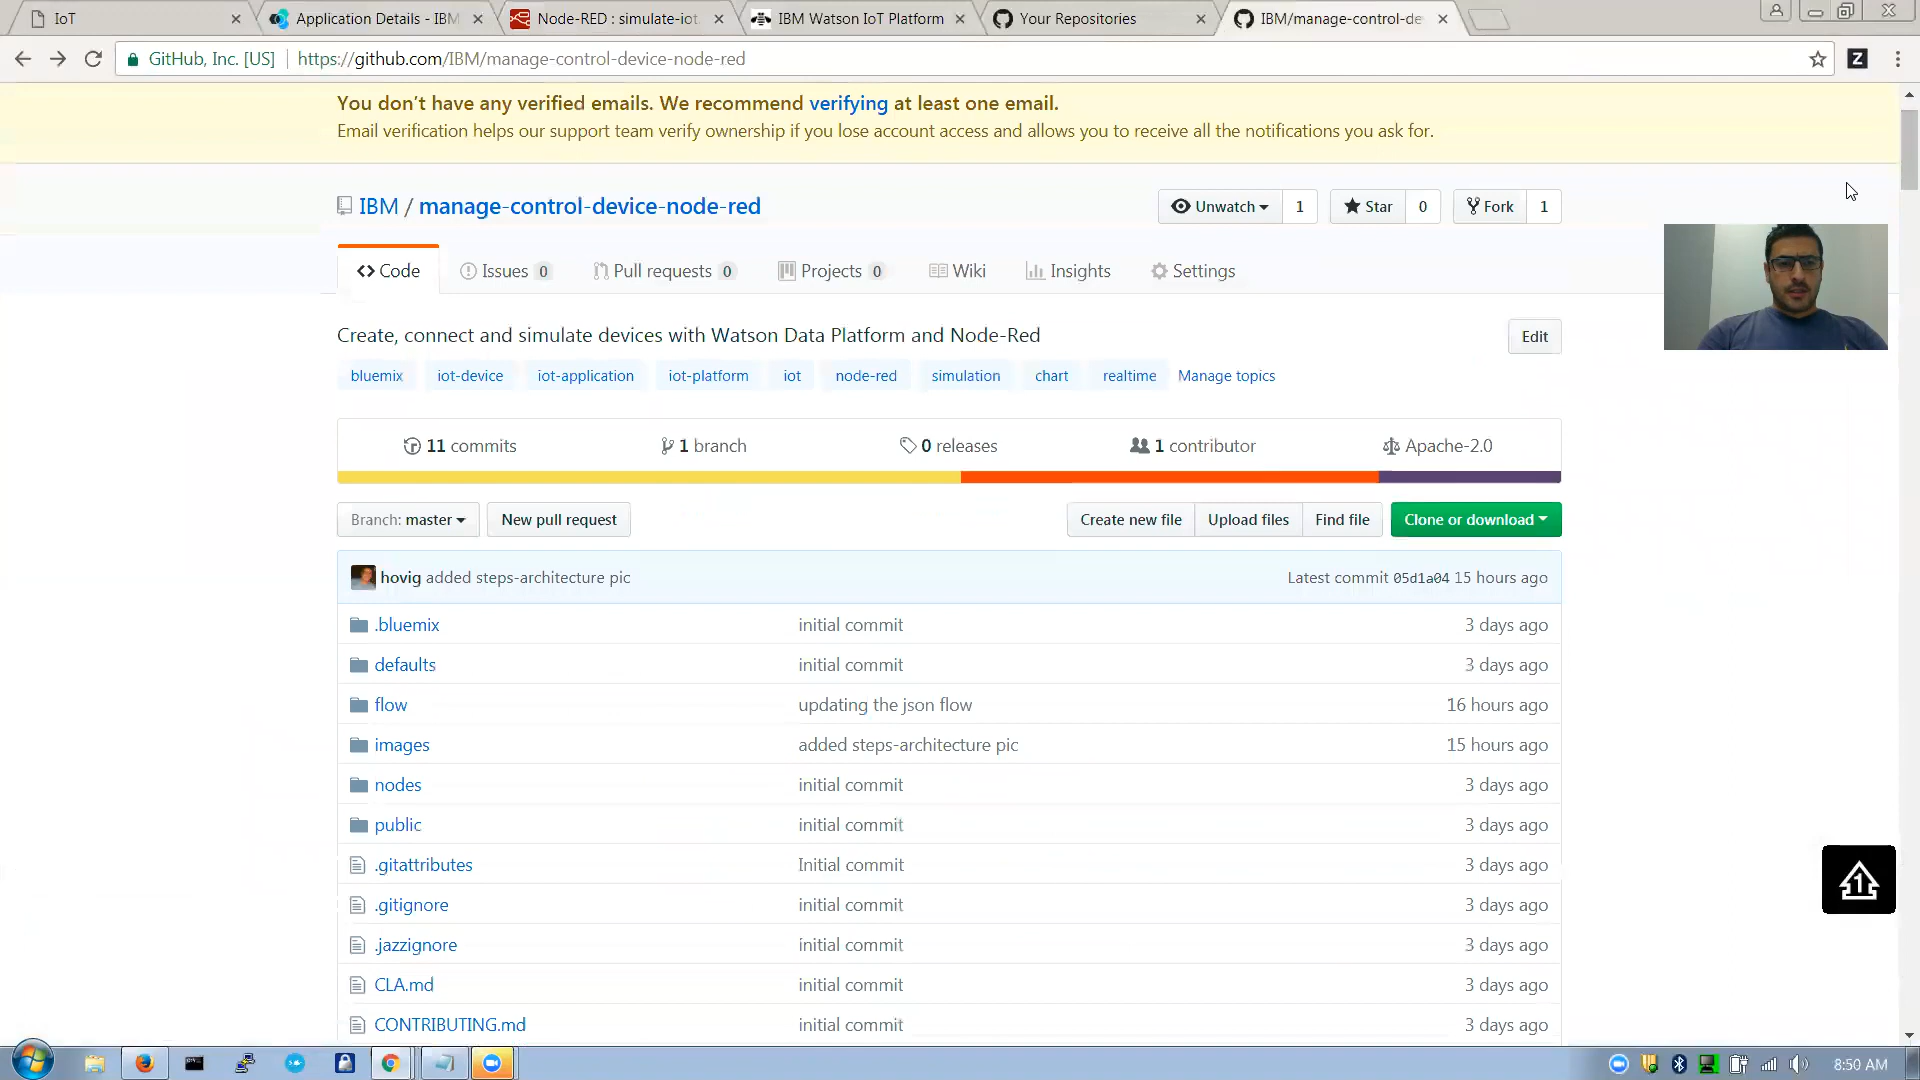 IoT
Application Details - IBM
Node-RED : simulate-iot
IBM Watson IoT Platform
Your Repositories
IBM/manage-control-de
GitHub, Inc. [US]
https://github.com/IBM/manage-control-device-node-red
Z
You don't have any verified emails. We recommend verifying at least one email.
Email verification helps our support team verify ownership if you lose account access and allows you to receive all the notifications you ask for.
IBM / manage-control-device-node-red
Unwatch 1
Star 0
Fork 1
Code
Issues 0
Pull requests 0
Projects 0
Wiki
Insights
Settings
Create, connect and simulate devices with Watson Data Platform and Node-Red
Edit
bluemix iot-device iot-application iot-platform iot node-red simulation chart realtime Manage topics
11 commits
1 branch
0 releases
1 contributor
Apache-2.0
Branch: master
New pull request
Create new file
Upload files
Find file
Clone or download
hovig added steps-architecture pic
Latest commit 05d1a04 15 hours ago
.bluemix initial commit 3 days ago
defaults initial commit 3 days ago
flow updating the json flow 16 hours ago
images added steps-architecture pic 15 hours ago
nodes initial commit 3 days ago
public initial commit 3 days ago
.gitattributes Initial commit 3 days ago
.gitignore initial commit 3 days ago
.jazzignore initial commit 3 days ago
CLA.md initial commit 3 days ago
CONTRIBUTING.md initial commit 3 days ago
1
8:50 AM